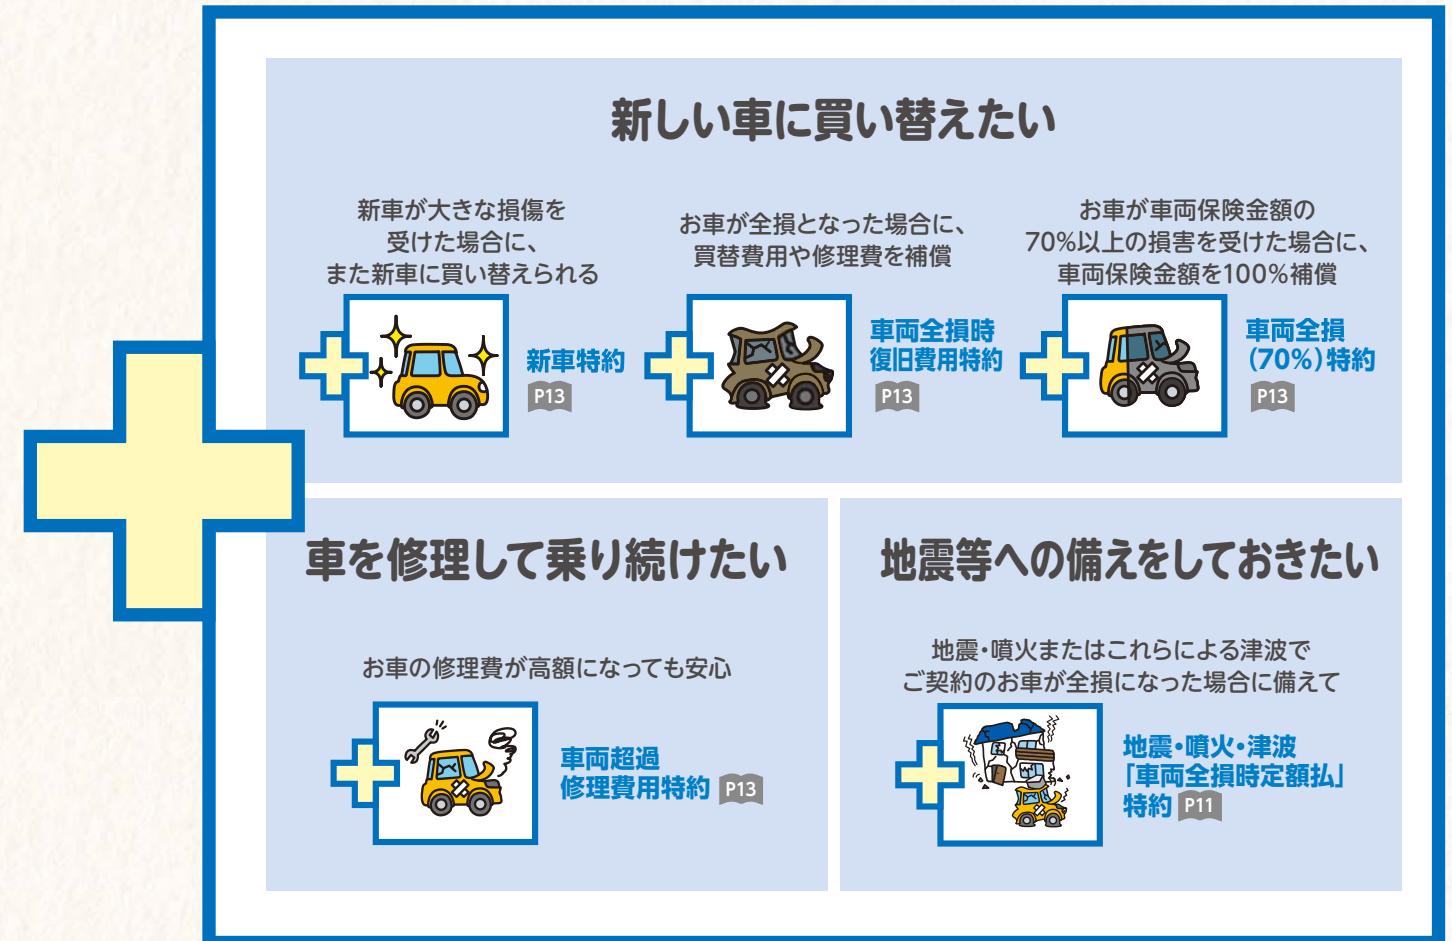 新しい車に買い替えたい
新車が大きな損傷を
受けた場合に、
また新車に買い替えられる
新車特約
P13
お車が全損となった場合に、
買替費用や修理費を補償
車両全損時
復旧費用特約
P13
お車が車両保険金額の
70%以上の損害を受けた場合に、
車両保険金額を100%補償
車両全損
(70%)特約
P13
車を修理して乗り続けたい
お車の修理費が高額になっても安心
車両超過
修理費用特約 P13
地震等への備えをしておきたい
地震・噴火またはこれらによる津波で
ご契約のお車が全損になった場合に備えて
地震・噴火・津波
「車両全損時定額払」
特約 P11